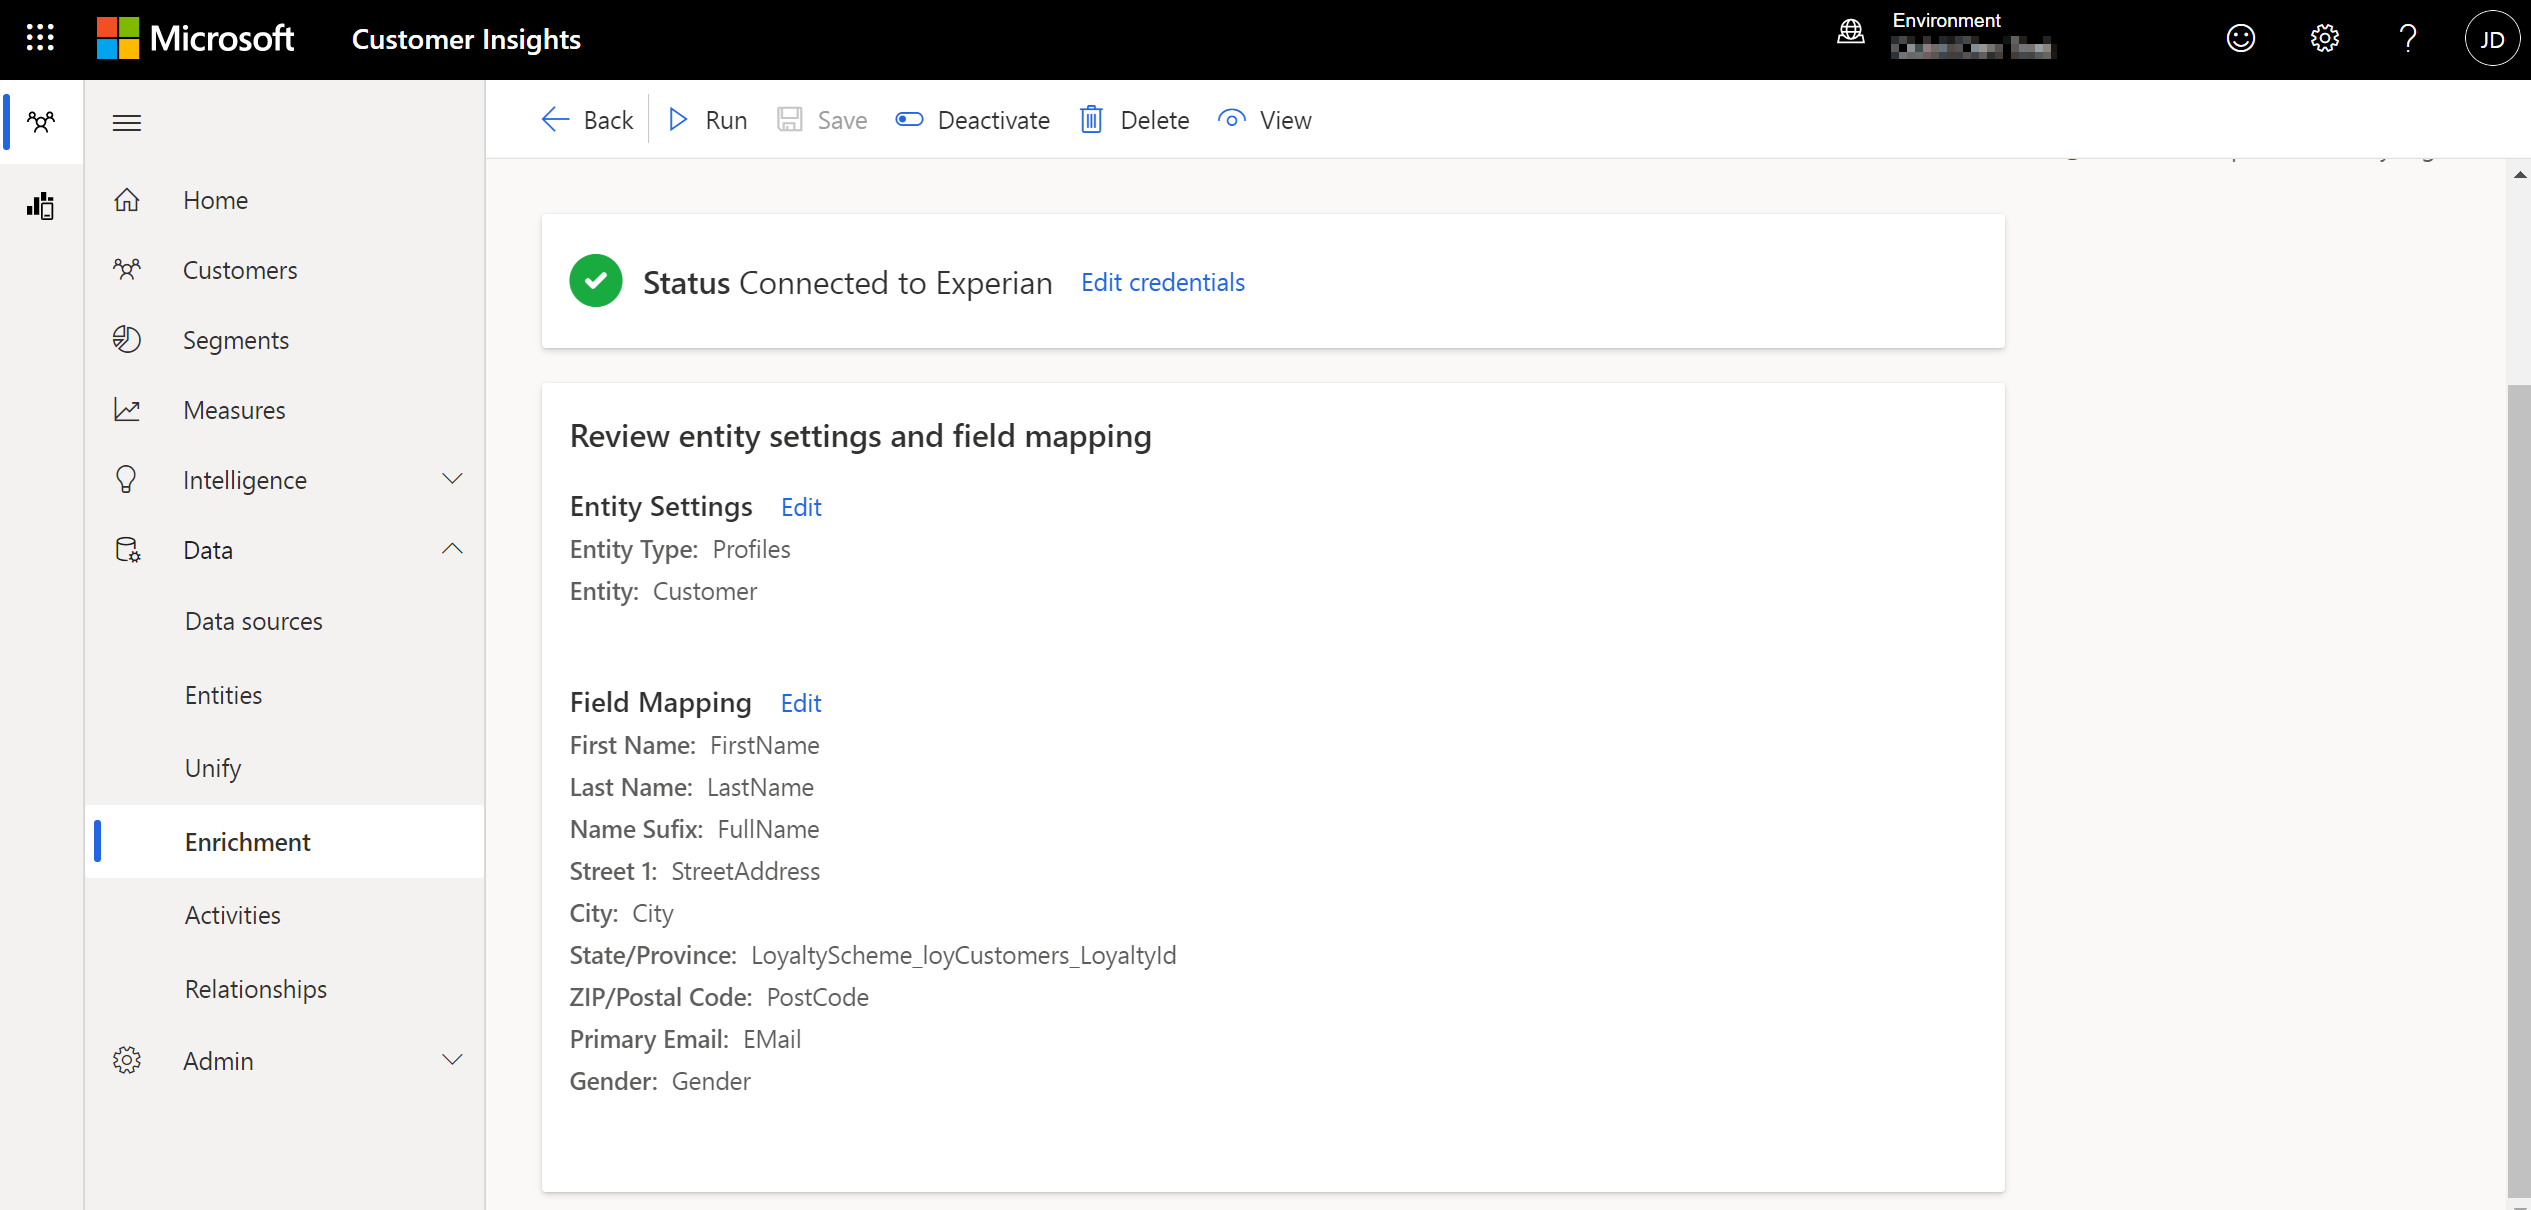 Microsoft Customer Insights Environment JD
Back Run Save Deactivate Delete View
Home
Customers
Segments
Measures
Intelligence
Data
Data sources
Entities
Unify
Enrichment
Activities
Relationships
Admin
Status Connected to Experian Edit credentials
Review entity settings and field mapping
Entity Settings Edit
Entity Type: Profiles
Entity: Customer
Field Mapping Edit
First Name: FirstName
Last Name: LastName
Name Sufix: FullName
Street 1: StreetAddress
City: City
State/Province: LoyaltyScheme_loyCustomers_LoyaltyId
ZIP/Postal Code: PostCode
Primary Email: EMail
Gender: Gender